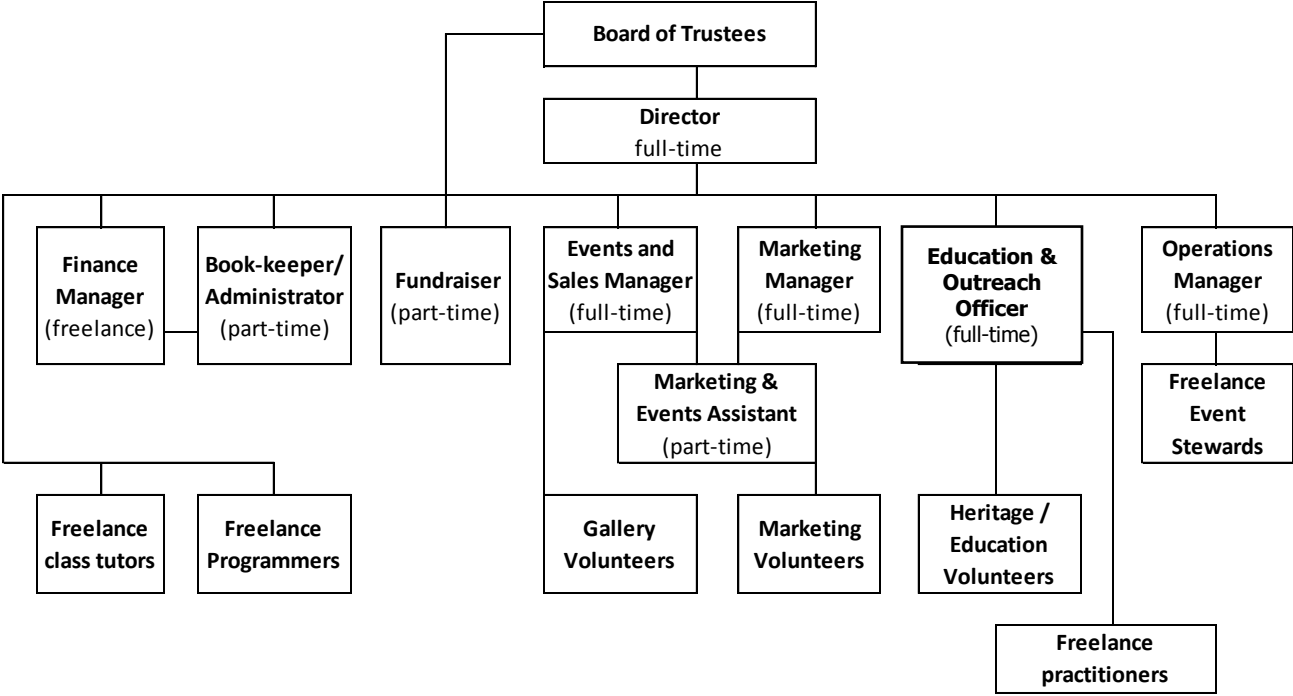 Board of Trustees
Director
full-time
Finance
Manager
(freelance)
Book-keeper/
Administrator
(part-time)
Fundraiser
(part-time)
Events and
Sales Manager
(full-time)
Marketing
Manager
(full-time)
Education &
Outreach
Officer
(full-time)
Operations
Manager
(full-time)
Marketing &
Events Assistant
(part-time)
Freelance
Event
Stewards
Freelance
class tutors
Freelance
Programmers
Gallery
Volunteers
Marketing
Volunteers
Heritage /
Education
Volunteers
Freelance
practitioners